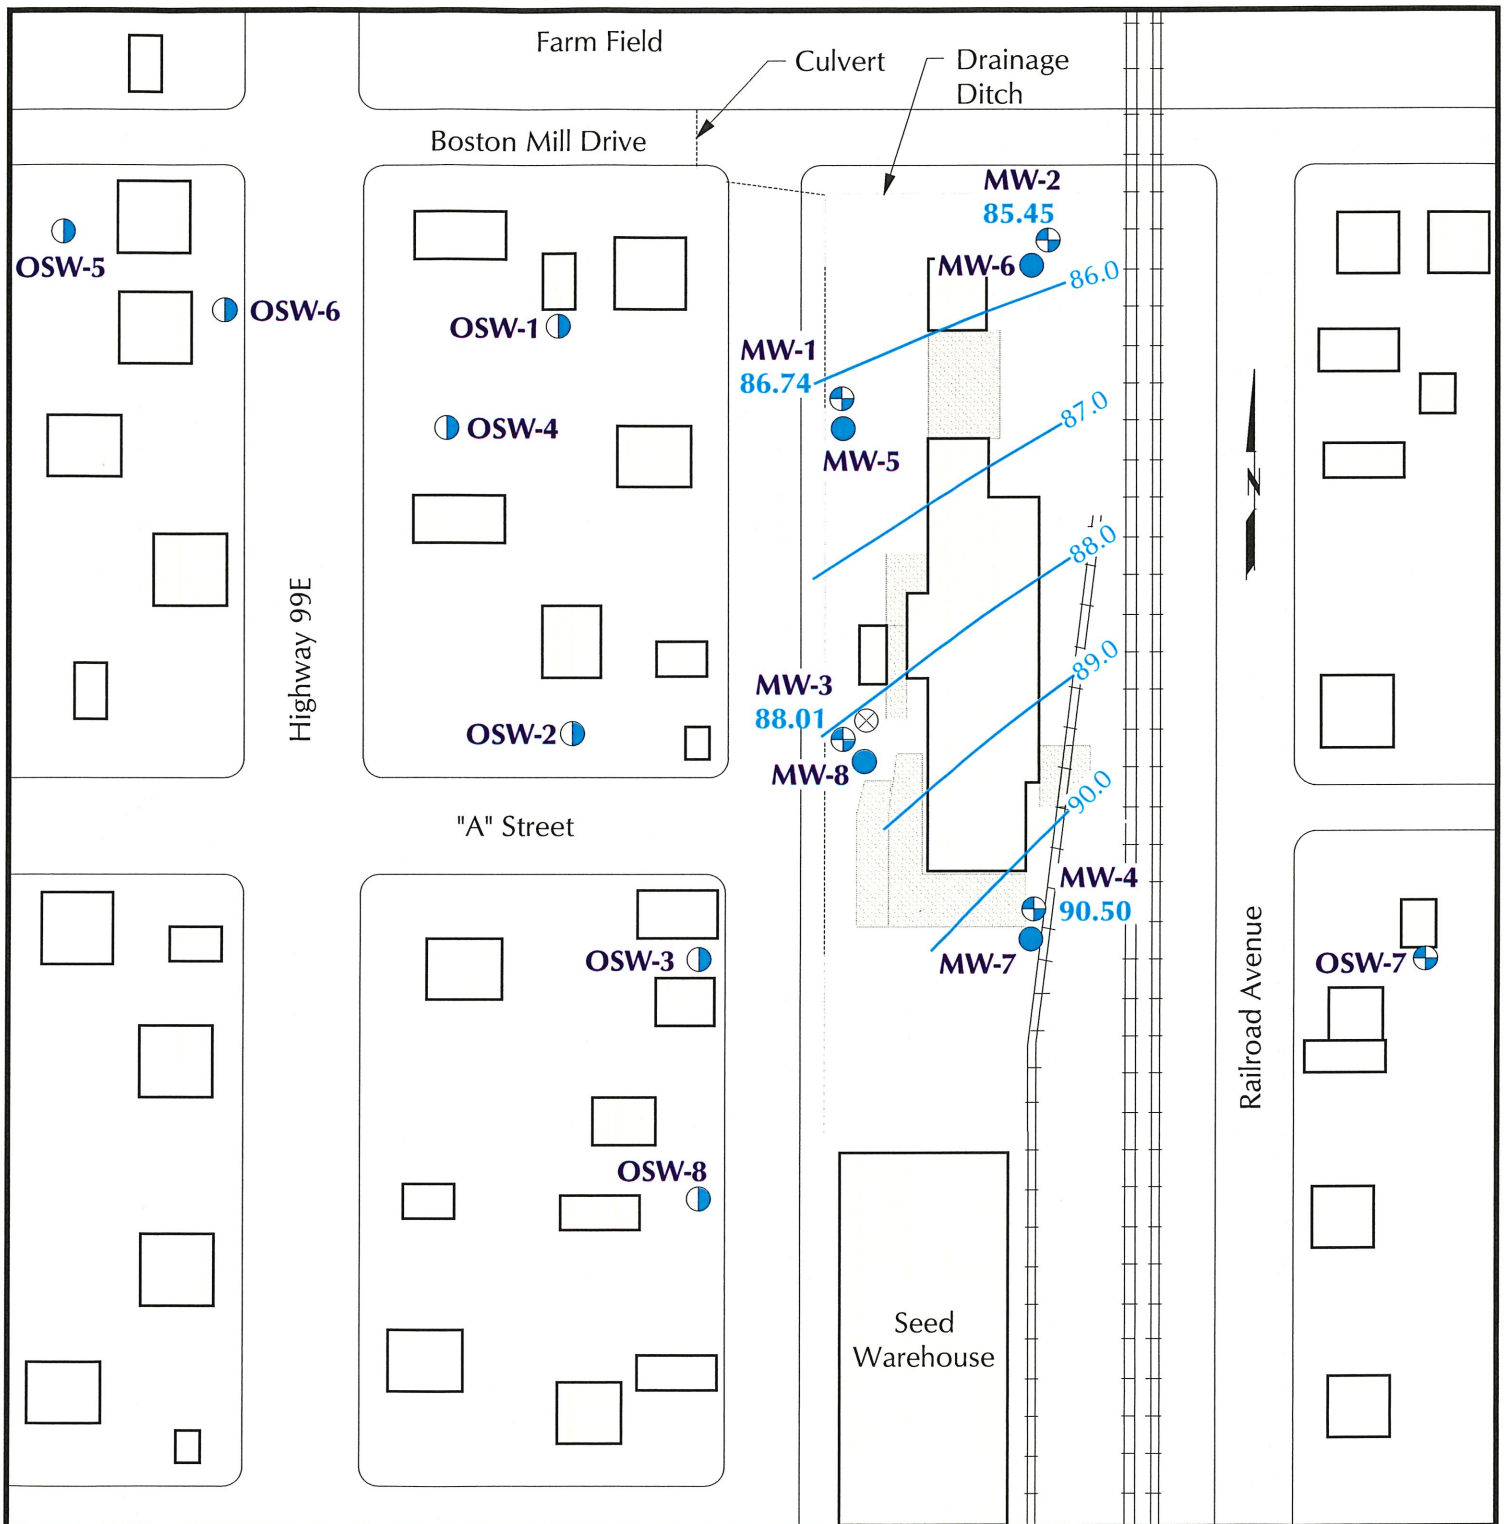 Farm Field
Culvert
Drainage
Ditch
Boston Mill Drive
MW-2
85.45
OSW-5
MW-6
86.0
OSW-6
OSW-1
MW-1
86.74
87.0
OSW-4
MW-5
88.0
Highway 99E
89.0
MW-3
88.01
OSW-2
MW-8
90.0
"A" Street
MW-4
90.50
OSW-3
MW-7
OSW-7
Railroad Avenue
OSW-8
Seed
Warehouse
N